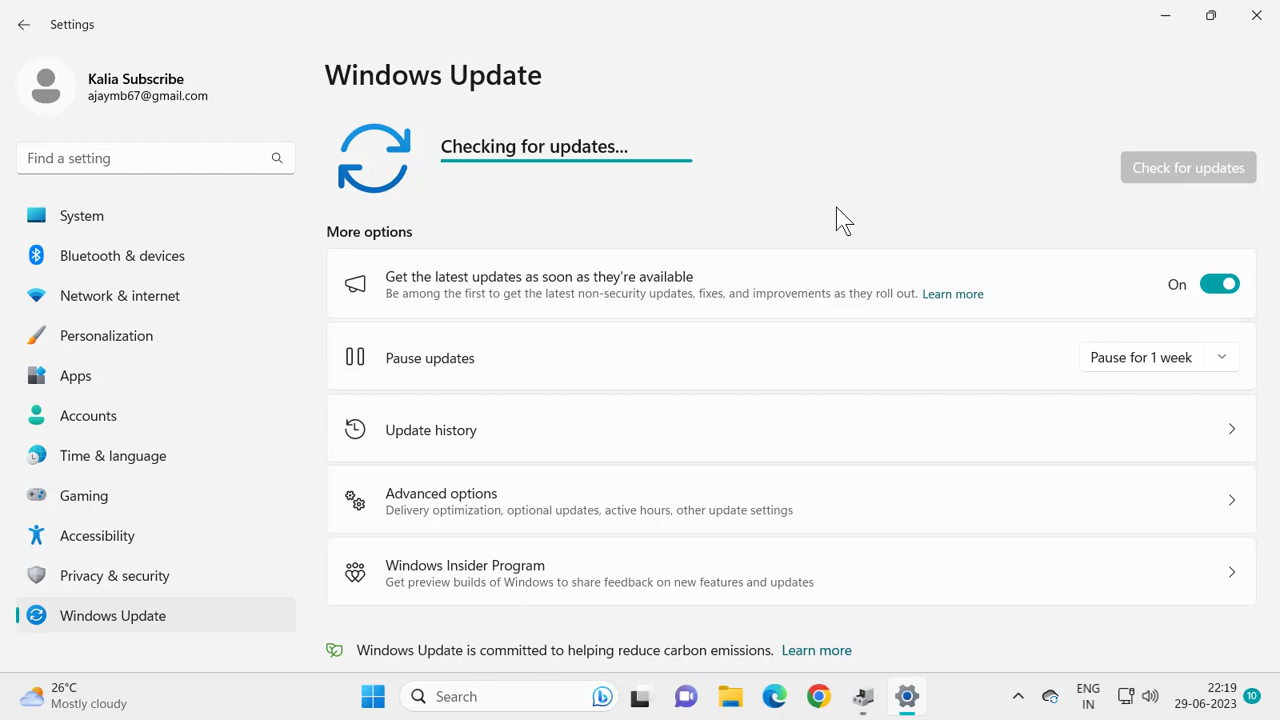 Settings
Kalia Subscribe
ajaymb67@gmail.com
Find a setting
System
Bluetooth & devices
Network & internet
Personalization
Apps
Accounts
Time & language
Gaming
Accessibility
Privacy & security
Windows Update
Windows Update
Checking for updates...
Check for updates
More options
Get the latest updates as soon as they're available
Be among the first to get the latest non-security updates, fixes, and improvements as they roll out. Learn more
On
Pause updates
Pause for 1 week
Update history
Advanced options
Delivery optimization, optional updates, active hours, other update settings
Windows Insider Program
Get preview builds of Windows to share feedback on new features and updates
Windows Update is committed to helping reduce carbon emissions. Learn more
26°C
Mostly cloudy
Search
ENG
IN
22:19
29-06-2023
10